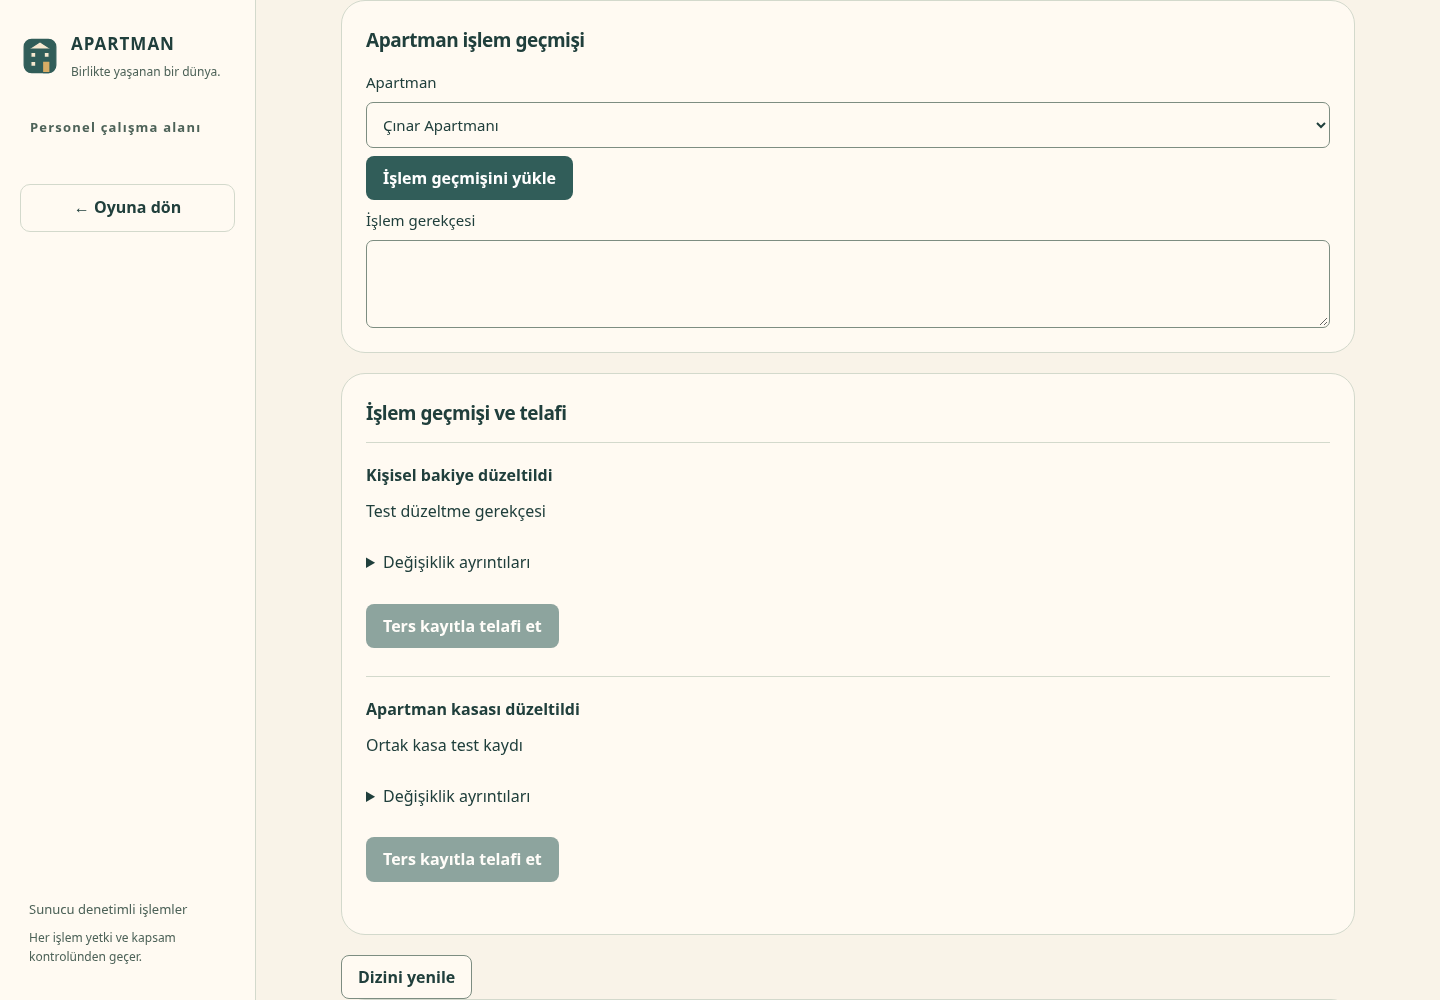 APARTMAN
Birlikte yaşanan bir dünya.
Personel çalışma alanı
← Oyuna dön
Sunucu denetimli işlemler
Her işlem yetki ve kapsam
kontrolünden geçer.
Apartman işlem geçmişi
Apartman
Çınar Apartmanı
İşlem geçmişini yükle
İşlem gerekçesi
İşlem geçmişi ve telafi
Kişisel bakiye düzeltildi
Test düzeltme gerekçesi
Değişiklik ayrıntıları
Ters kayıtla telafi et
Apartman kasası düzeltildi
Ortak kasa test kaydı
Değişiklik ayrıntıları
Ters kayıtla telafi et
Dizini yenile